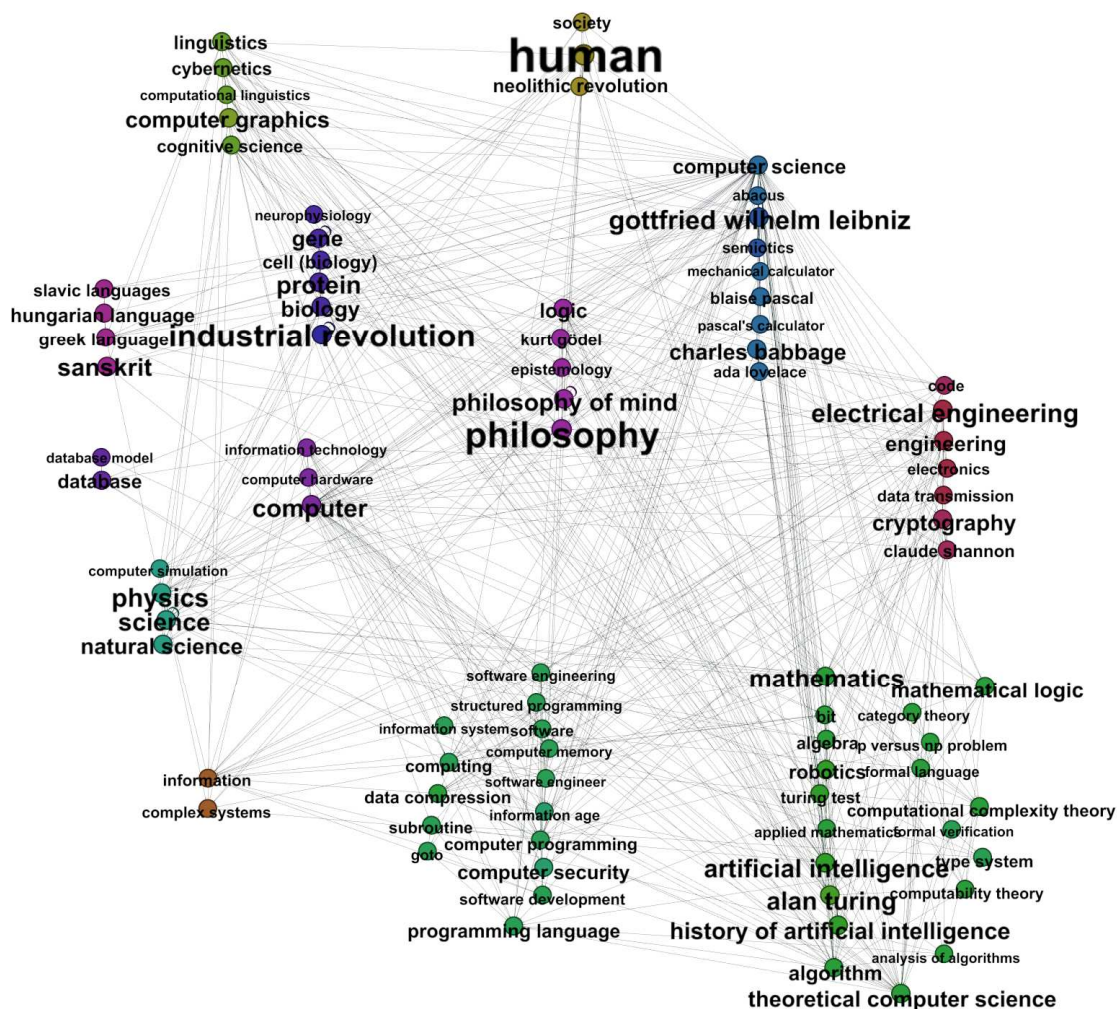 society
human
neolithic revolution
linguistics
cybernetics
computational linguistics
computer graphics
cognitive science
computer science
abacus
gottfried wilhelm leibniz
semiotics
mechanical calculator
blaise pascal
pascal's calculator
charles babbage
ada lovelace
neurophysiology
gene
cell (biology)
protein
biology
industrial revolution
slavic languages
hungarian language
greek language
sanskrit
logic
kurt gödel
epistemology
philosophy of mind
philosophy
code
electrical engineering
engineering
electronics
data transmission
cryptography
claude shannon
database model
database
information technology
computer hardware
computer
computer simulation
physics
science
natural science
information
complex systems
software engineering
structured programming
information system
software
computer memory
computing
software engineer
data compression
information age
subroutine
computer programming
goto
computer security
software development
programming language
mathematics
mathematical logic
bit
category theory
algebra
p versus np problem
robotics
formal language
turing test
computational complexity theory
applied mathematics
formal verification
artificial intelligence
type system
alan turing
computability theory
history of artificial intelligence
analysis of algorithms
algorithm
theoretical computer science